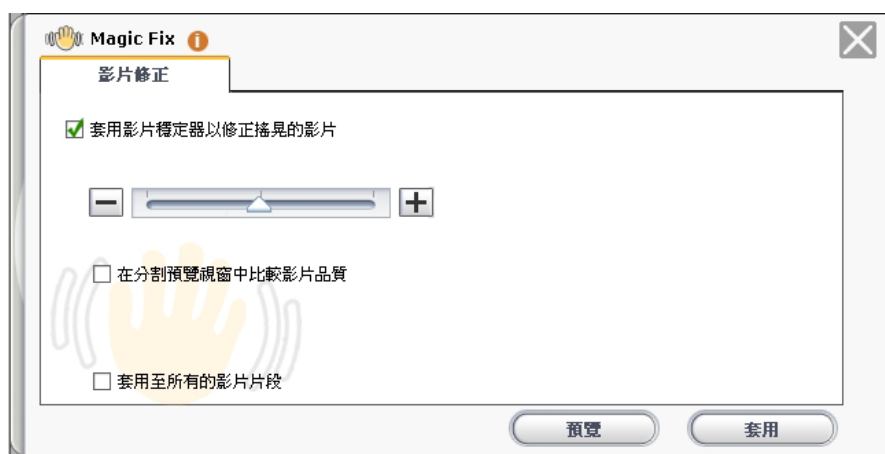 Magic Fix
影片修正
套用影片穩定器以修正搖晃的影片
在分割預覽視窗中比較影片品質
套用至所有的影片片段
預覽 套用